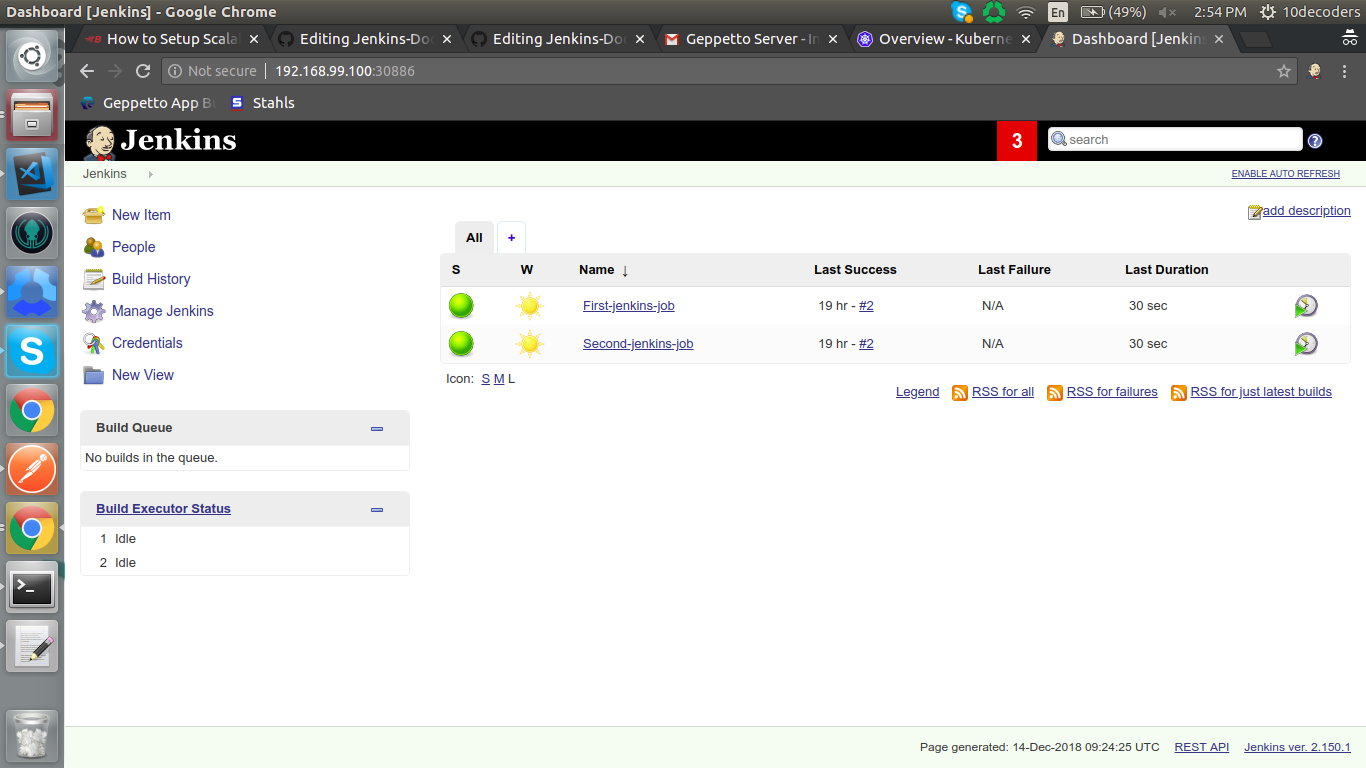 Dashboard [Jenkins] - Google Chrome
En (49%) 2:54 PM 10decoders
How to Setup Scala
Editing Jenkins-Do
Editing Jenkins-Do
Geppetto Server - In
Overview - Kuberne
Dashboard [Jenkins
Not secure 192.168.99.100:30886
Geppetto App B Stahls
Jenkins
3 search ?
Jenkins ENABLE AUTO REFRESH
New Item
People
Build History
Manage Jenkins
Credentials
New View
Build Queue
No builds in the queue.
Build Executor Status
1 Idle
2 Idle
add description
All +
S W Name ↓ Last Success Last Failure Last Duration
First-jenkins-job 19 hr - #2 N/A 30 sec
Second-jenkins-job 19 hr - #2 N/A 30 sec
Icon: S M L
Legend RSS for all RSS for failures RSS for just latest builds
Page generated: 14-Dec-2018 09:24:25 UTC REST API Jenkins ver. 2.150.1